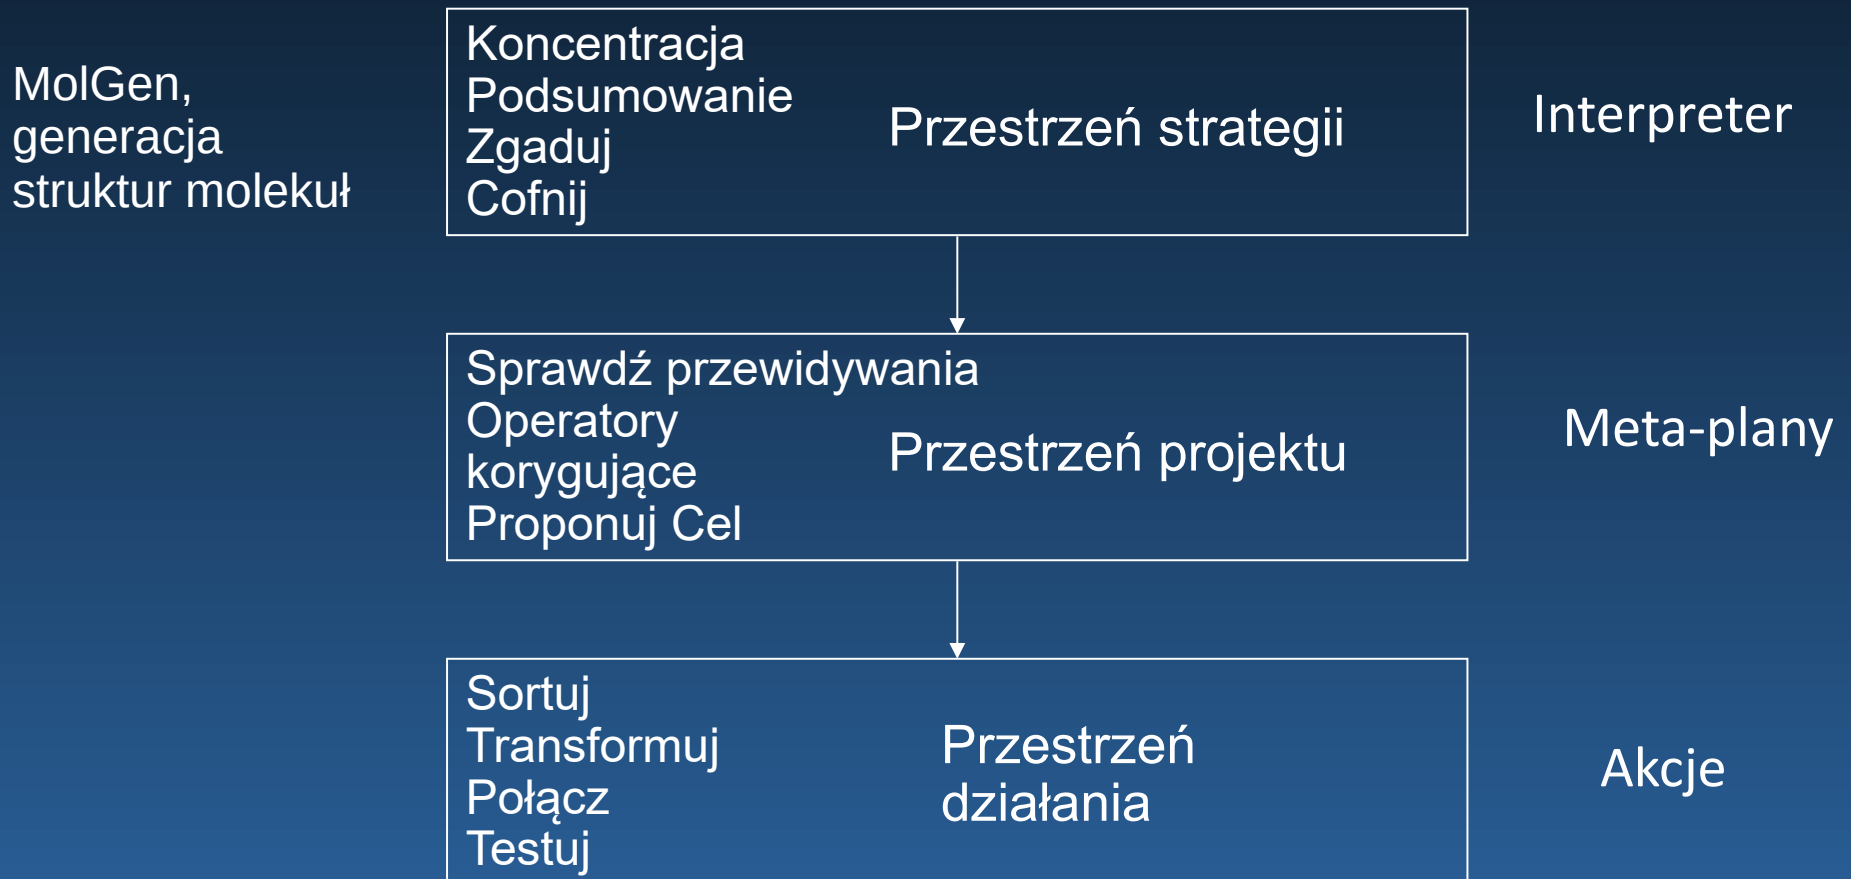 MolGen,
generacja
struktur molekuł
Koncentracja
Podsumowanie
Zgaduj
Cofnij
Przestrzeń strategii
Interpreter
Sprawdź przewidywania
Operatory
korygujące
Proponuj Cel
Przestrzeń projektu
Meta-plany
Sortuj
Transformuj
Połącz
Testuj
Przestrzeń
działania
Akcje